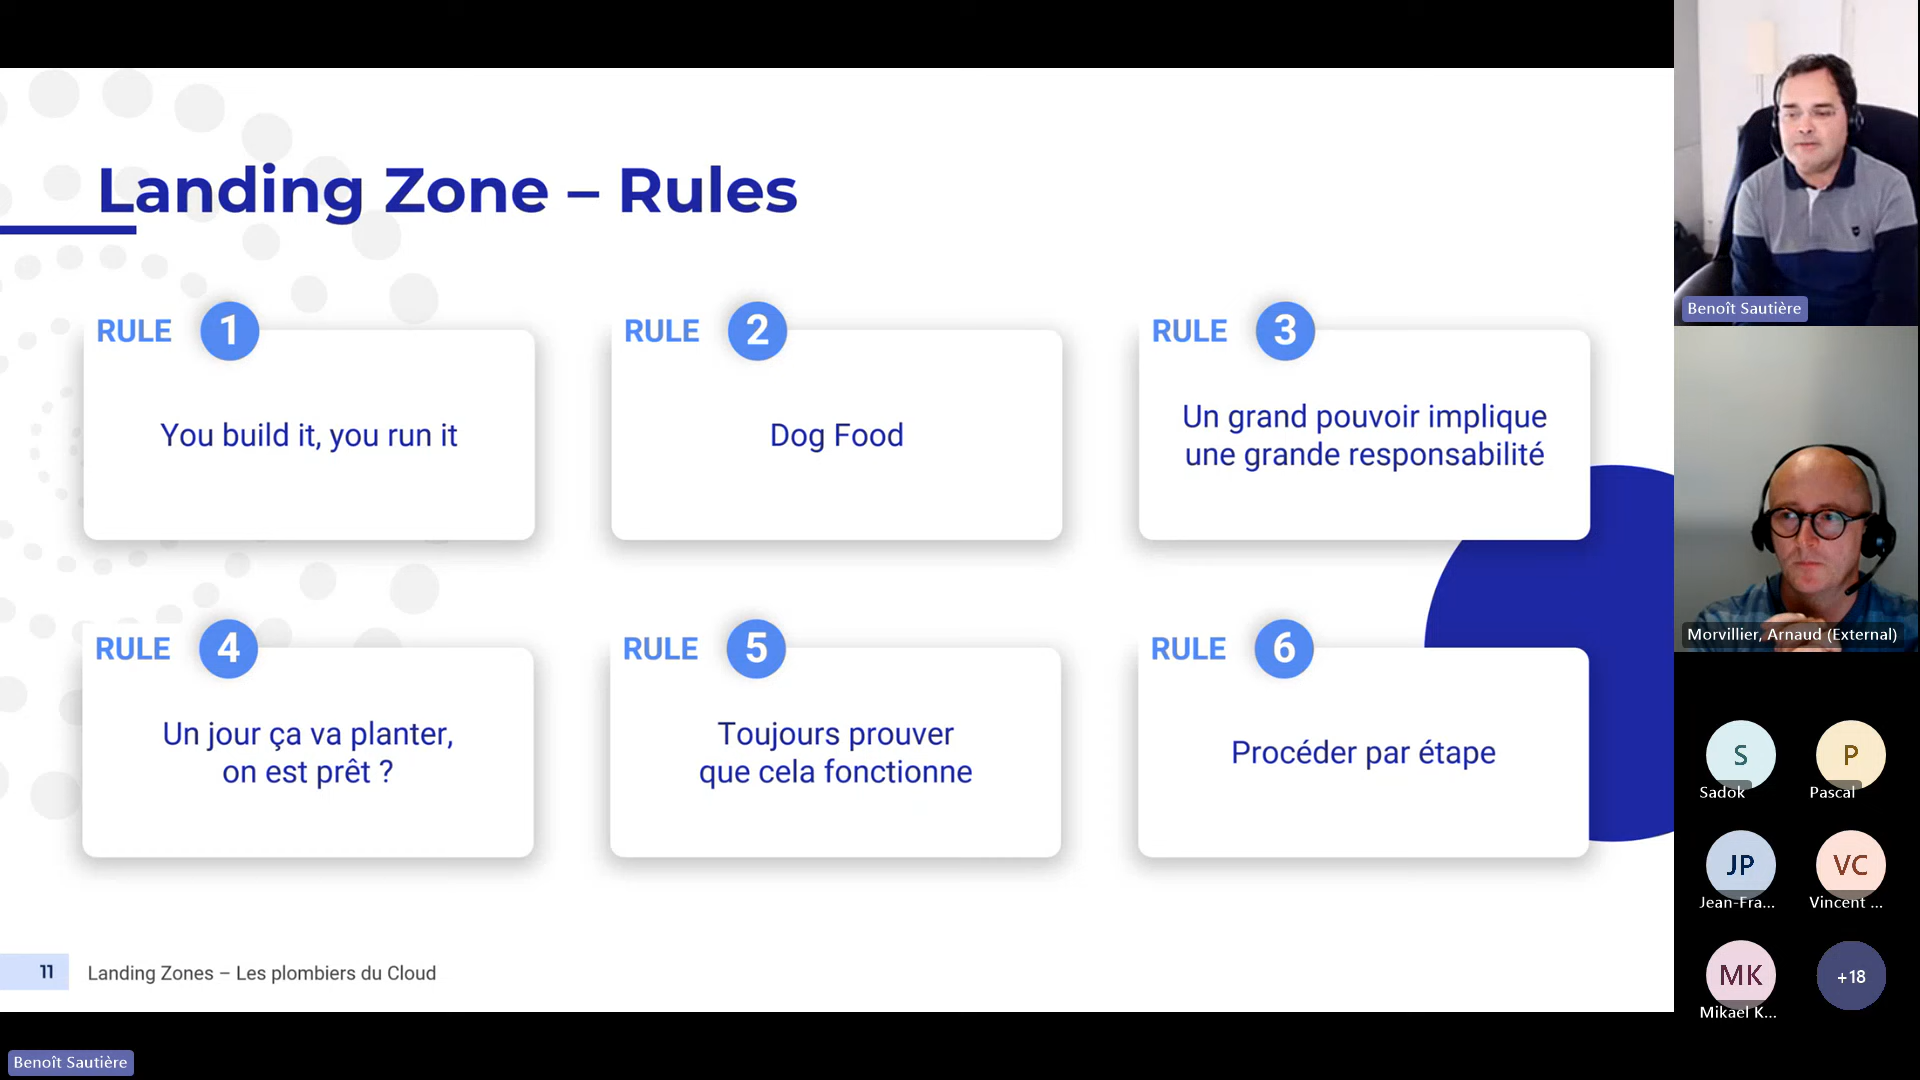 Landing Zone – Rules
RULE 1
You build it, you run it
RULE 2
Dog Food
RULE 3
Un grand pouvoir implique
une grande responsabilité
RULE 4
Un jour ça va planter,
on est prêt ?
RULE 5
Toujours prouver
que cela fonctionne
RULE 6
Procéder par étape
11
Landing Zones – Les plombiers du Cloud
Benoît Sautière
Benoît Sautière
Morvillier, Arnaud (External)
S
Sadok
P
Pascal
JP
Jean-Fra...
VC
Vincent ...
MK
Mikael K...
+18